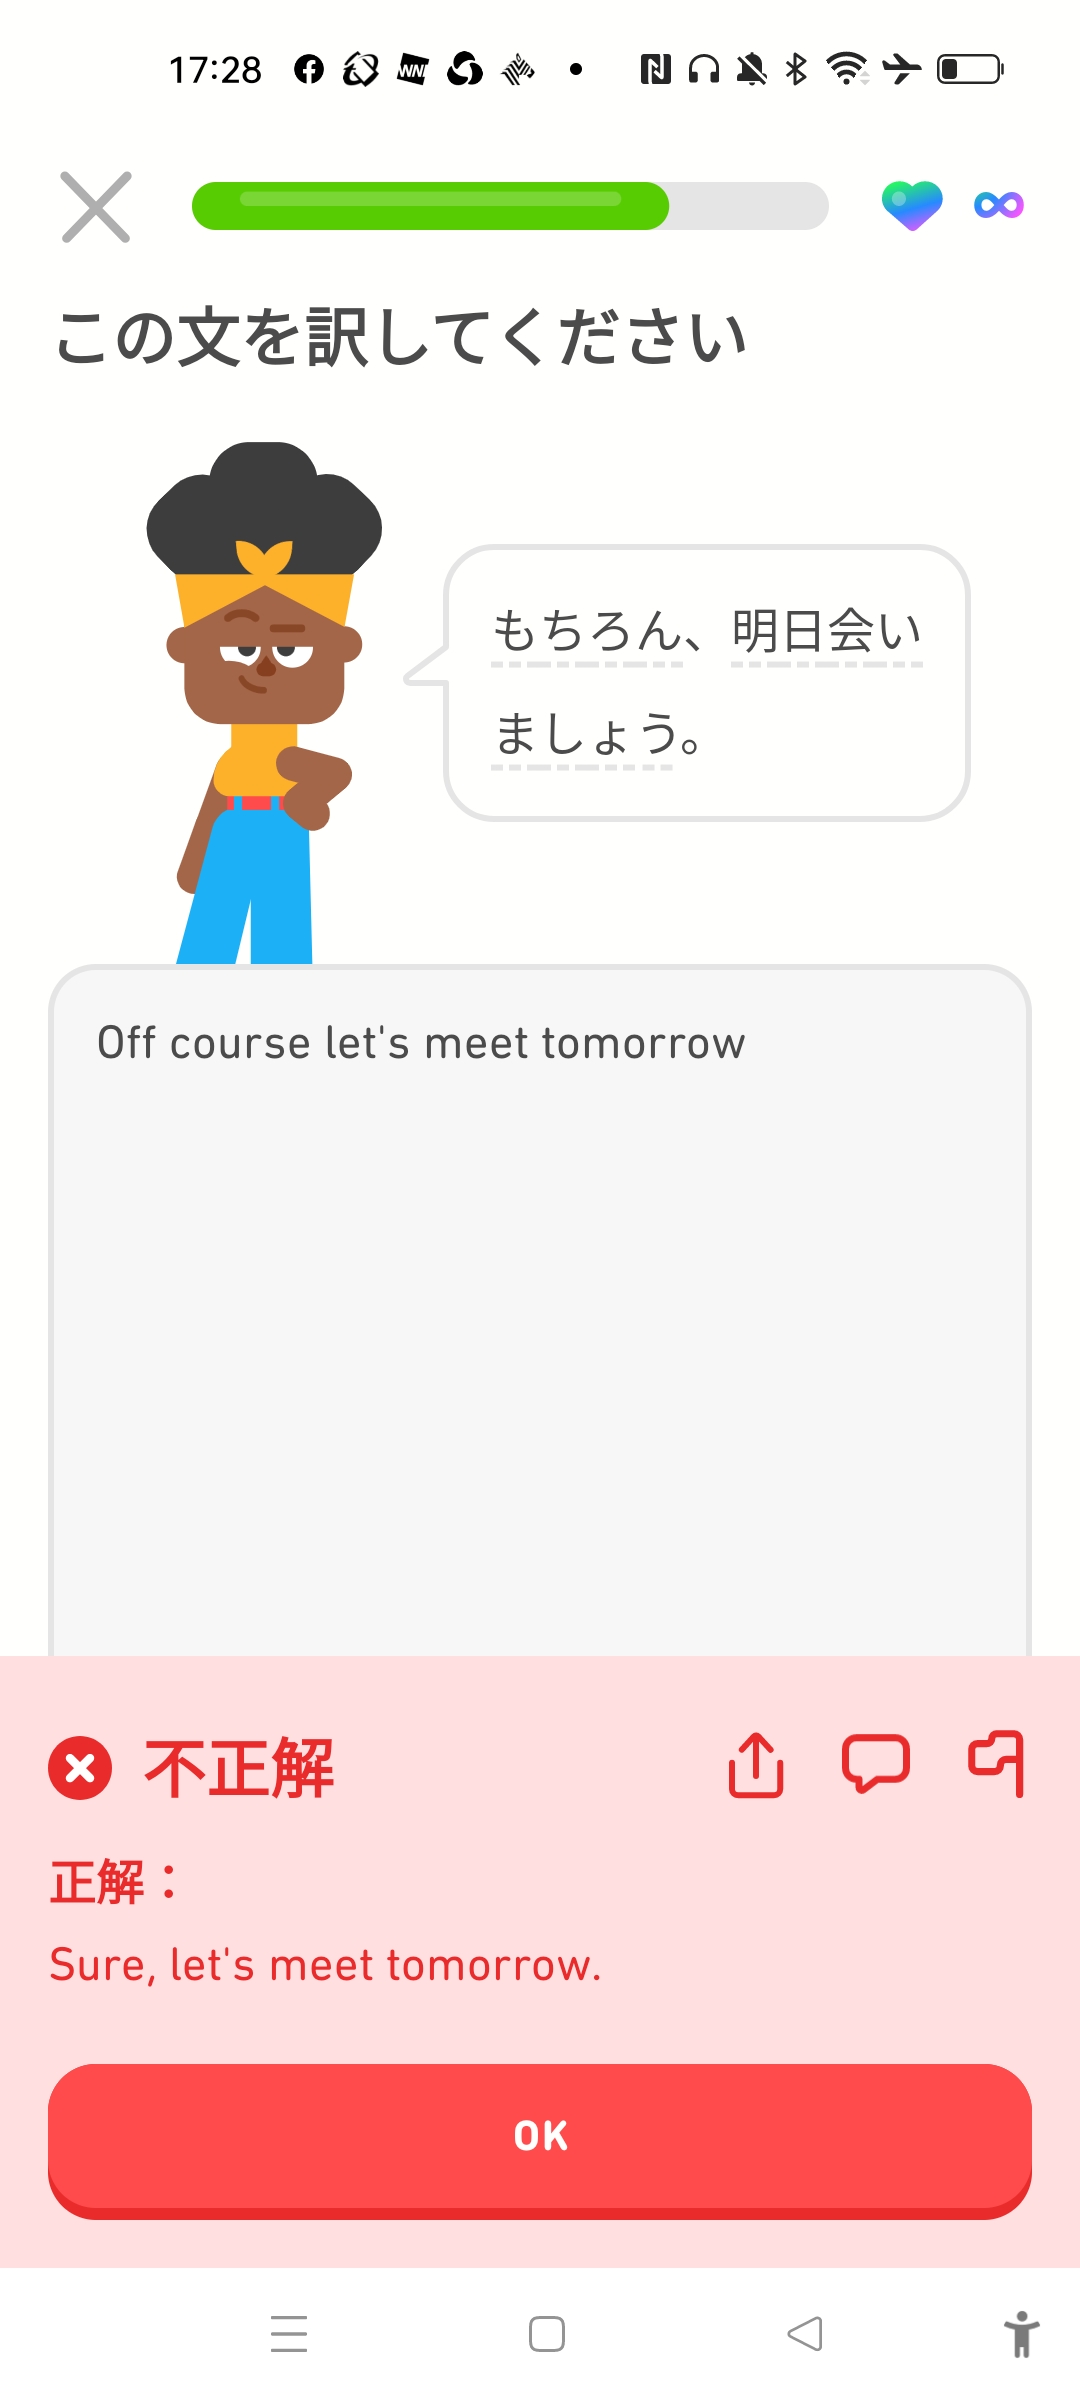 17:28
この文を訳してください
もちろん、明日会い
ましょう。
Off course let's meet tomorrow
不正解
正解：
Sure, let's meet tomorrow.
OK